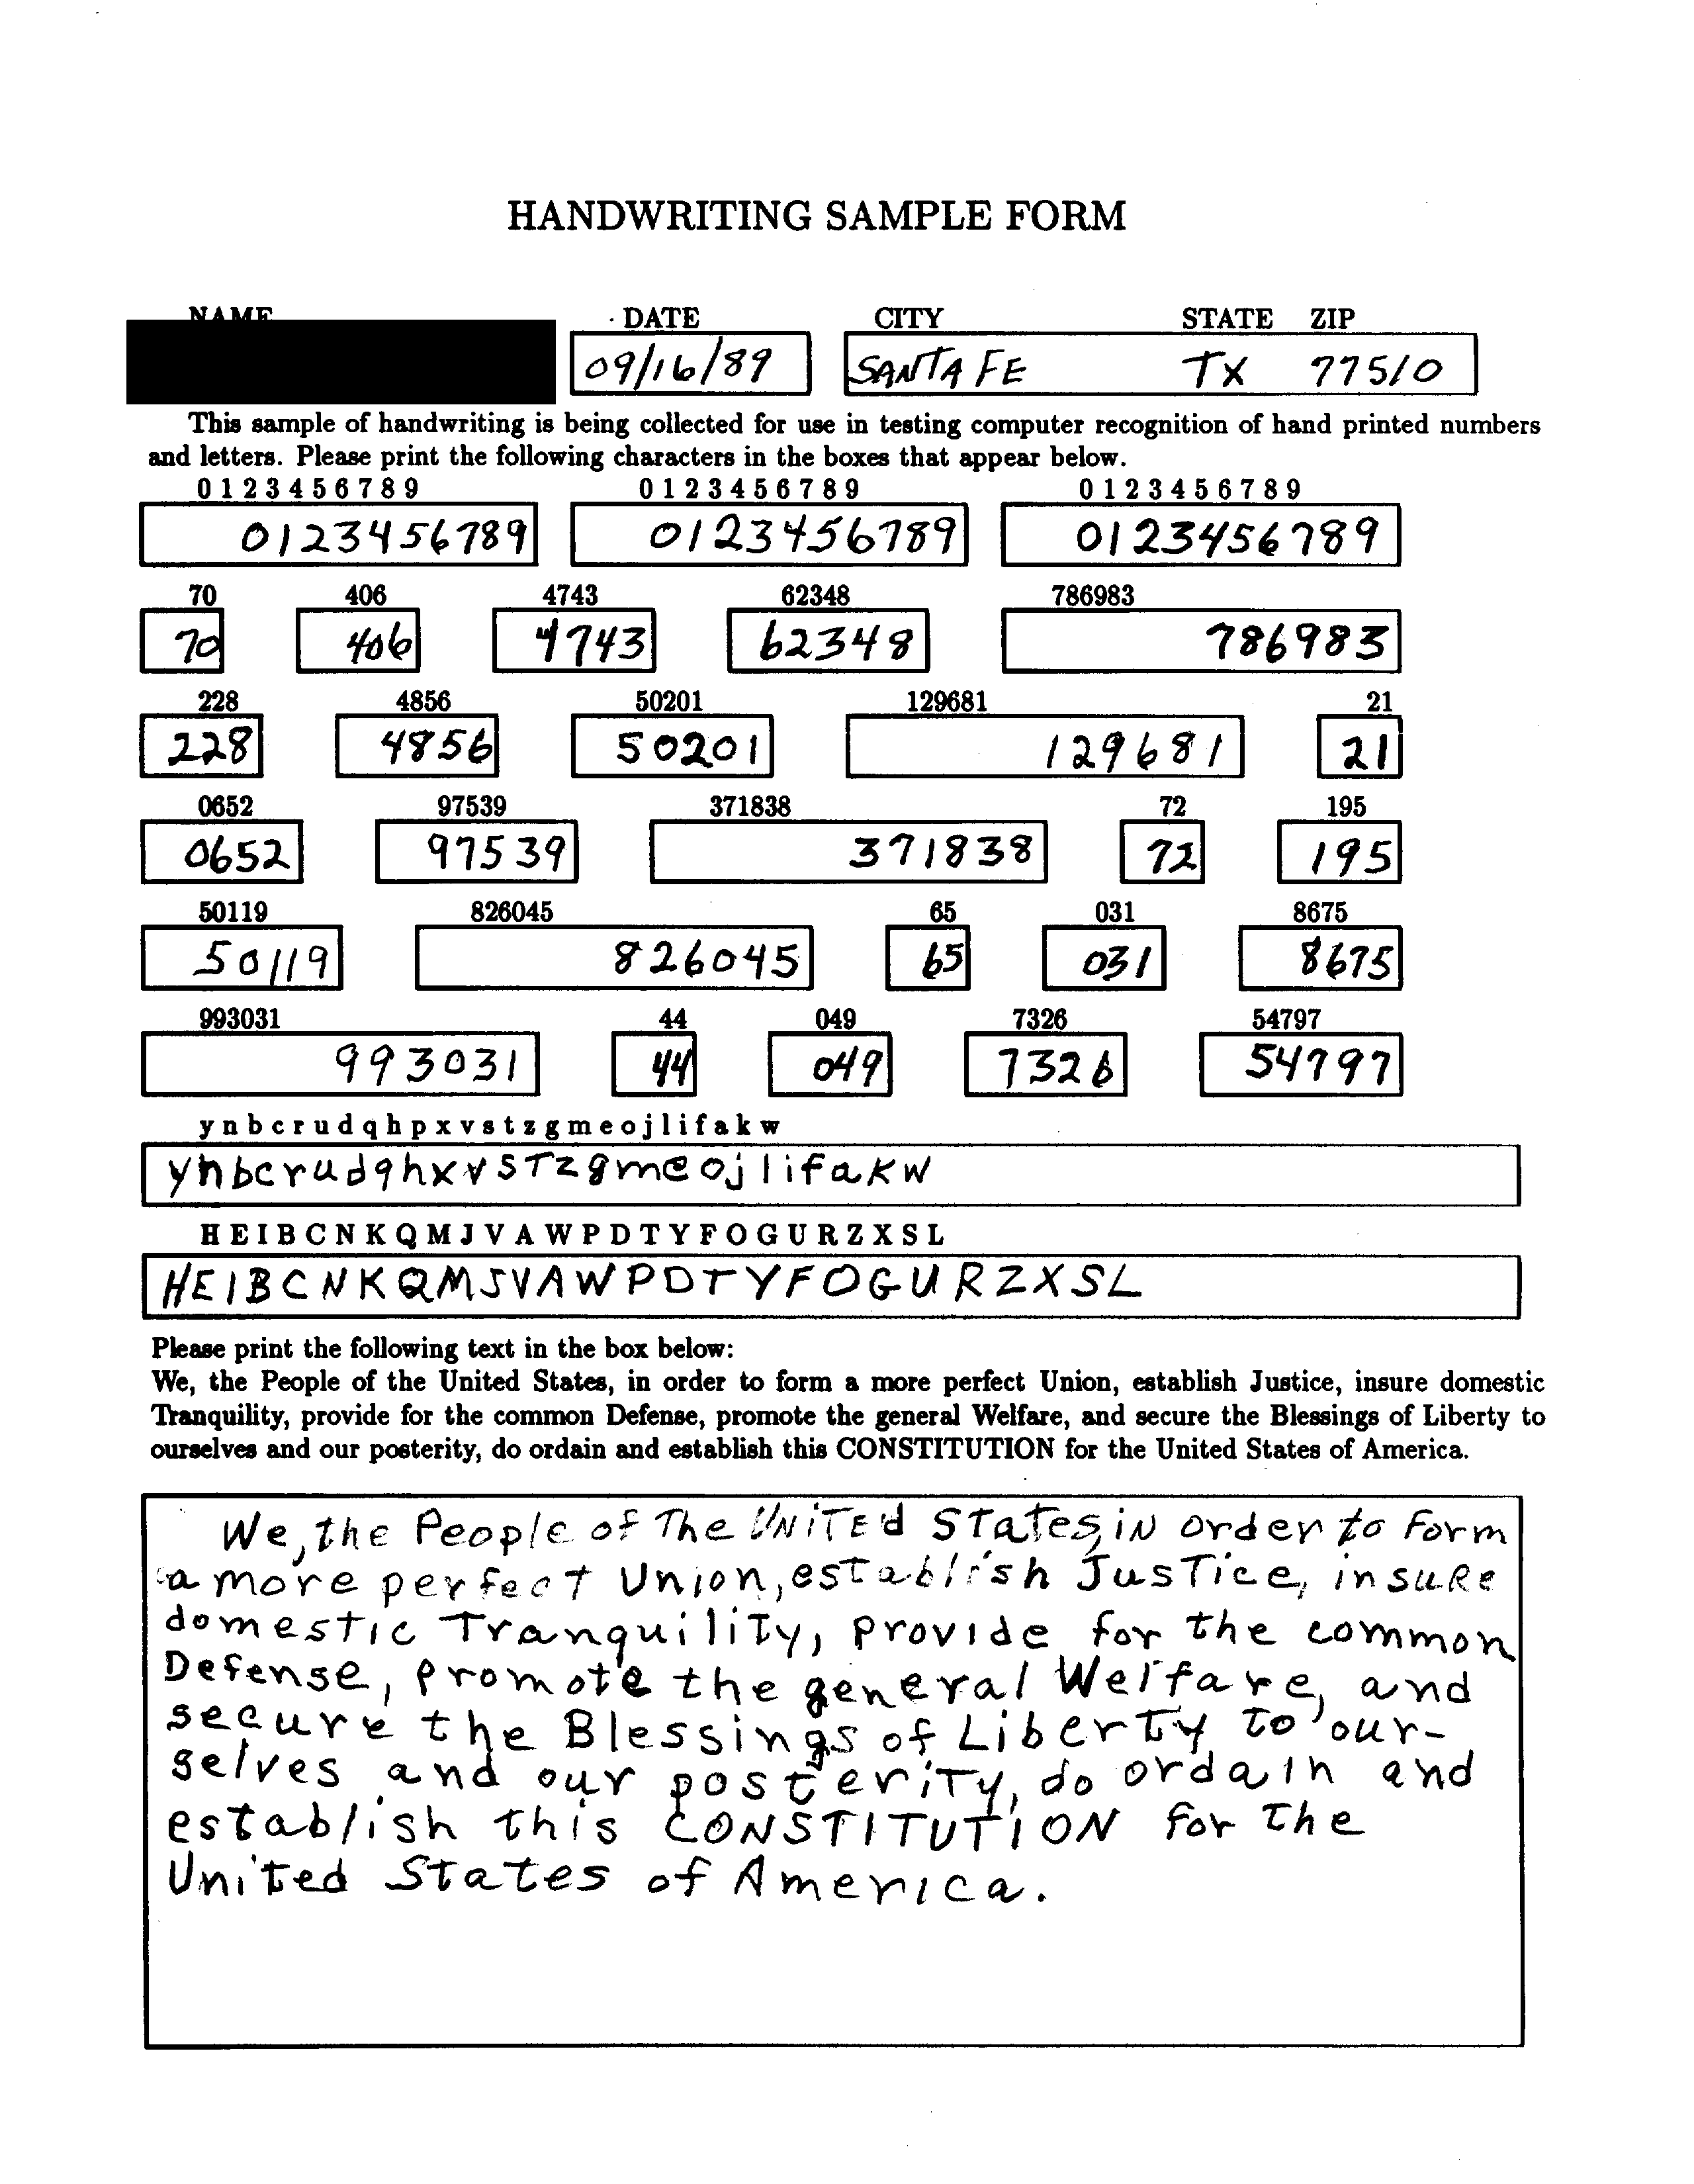 HANDWRITING SAMPLE FORM
NAME DATE CITY STATE ZIP
09/16/89 SANTA FE TX 77510
This sample of handwriting is being collected for use in testing computer recognition of hand printed numbers
and letters. Please print the following characters in the boxes that appear below.
0 1 2 3 4 5 6 7 8 9 0 1 2 3 4 5 6 7 8 9 0 1 2 3 4 5 6 7 8 9
0123456789 0123456789 0123456789
70 406 4743 62348 786983
70 406 4743 62348 786983
228 4856 50201 129681 21
228 4856 50201 129681 21
0652 97539 371838 72 195
0652 97539 371838 72 195
50119 826045 65 031 8675
50119 826045 65 031 8675
993031 44 049 7326 54797
993031 44 049 7326 54797
y n b c r u d q h p x v s t z g m e o j l i f a k w
ynbcrudqhxvsTzgmeojlifaKw
H E I B C N K Q M J V A W P D T Y F O G U R Z X S L
HEIBCNKQMJVAWPDTYFOGURZXSL
Please print the following text in the box below:
We, the People of the United States, in order to form a more perfect Union, establish Justice, insure domestic
Tranquility, provide for the common Defense, promote the general Welfare, and secure the Blessings of Liberty to
ourselves and our posterity, do ordain and establish this CONSTITUTION for the United States of America.
We, the People of The UNiTEd STaTes, iN order to Form
a more perfecT Union, esTablish JusTice, insuRe
domestic TranquiliTy, provide for the common
Defense, promote the general Welfare, and
secure the Blessings of LiberTy to our-
selves and our posteriTy, do ordain and
establish this CONSTITUTiON for the
United States of America.